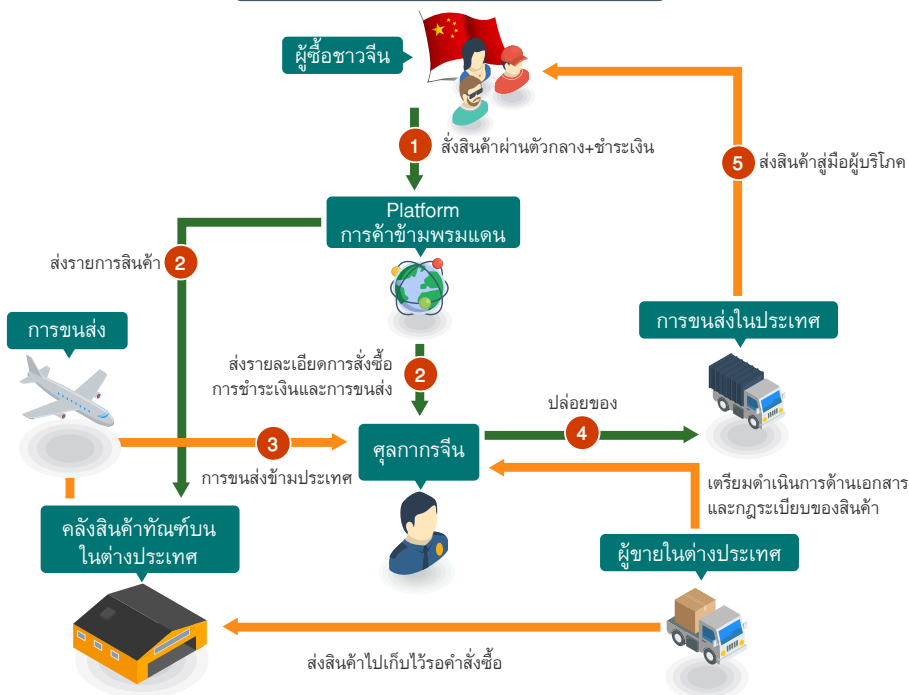 ผู้ซื้อชาวจีน
1
สั่งสินค้าผ่านตัวกลาง+ชำระเงิน
5
ส่งสินค้าสู่มือผู้บริโภค
Platform
การค้าข้ามพรมแดน
ส่งรายการสินค้า
2
การขนส่ง
การขนส่งในประเทศ
ส่งรายละเอียดการสั่งซื้อ
การชำระเงินและการขนส่ง
2
ปล่อยของ
4
3
การขนส่งข้ามประเทศ
ศุลกากรจีน
เตรียมดำเนินการด้านเอกสาร
และกฎระเบียบของสินค้า
คลังสินค้าทัณฑ์บน
ในต่างประเทศ
ผู้ขายในต่างประเทศ
ส่งสินค้าไปเก็บไว้รอคำสั่งซื้อ